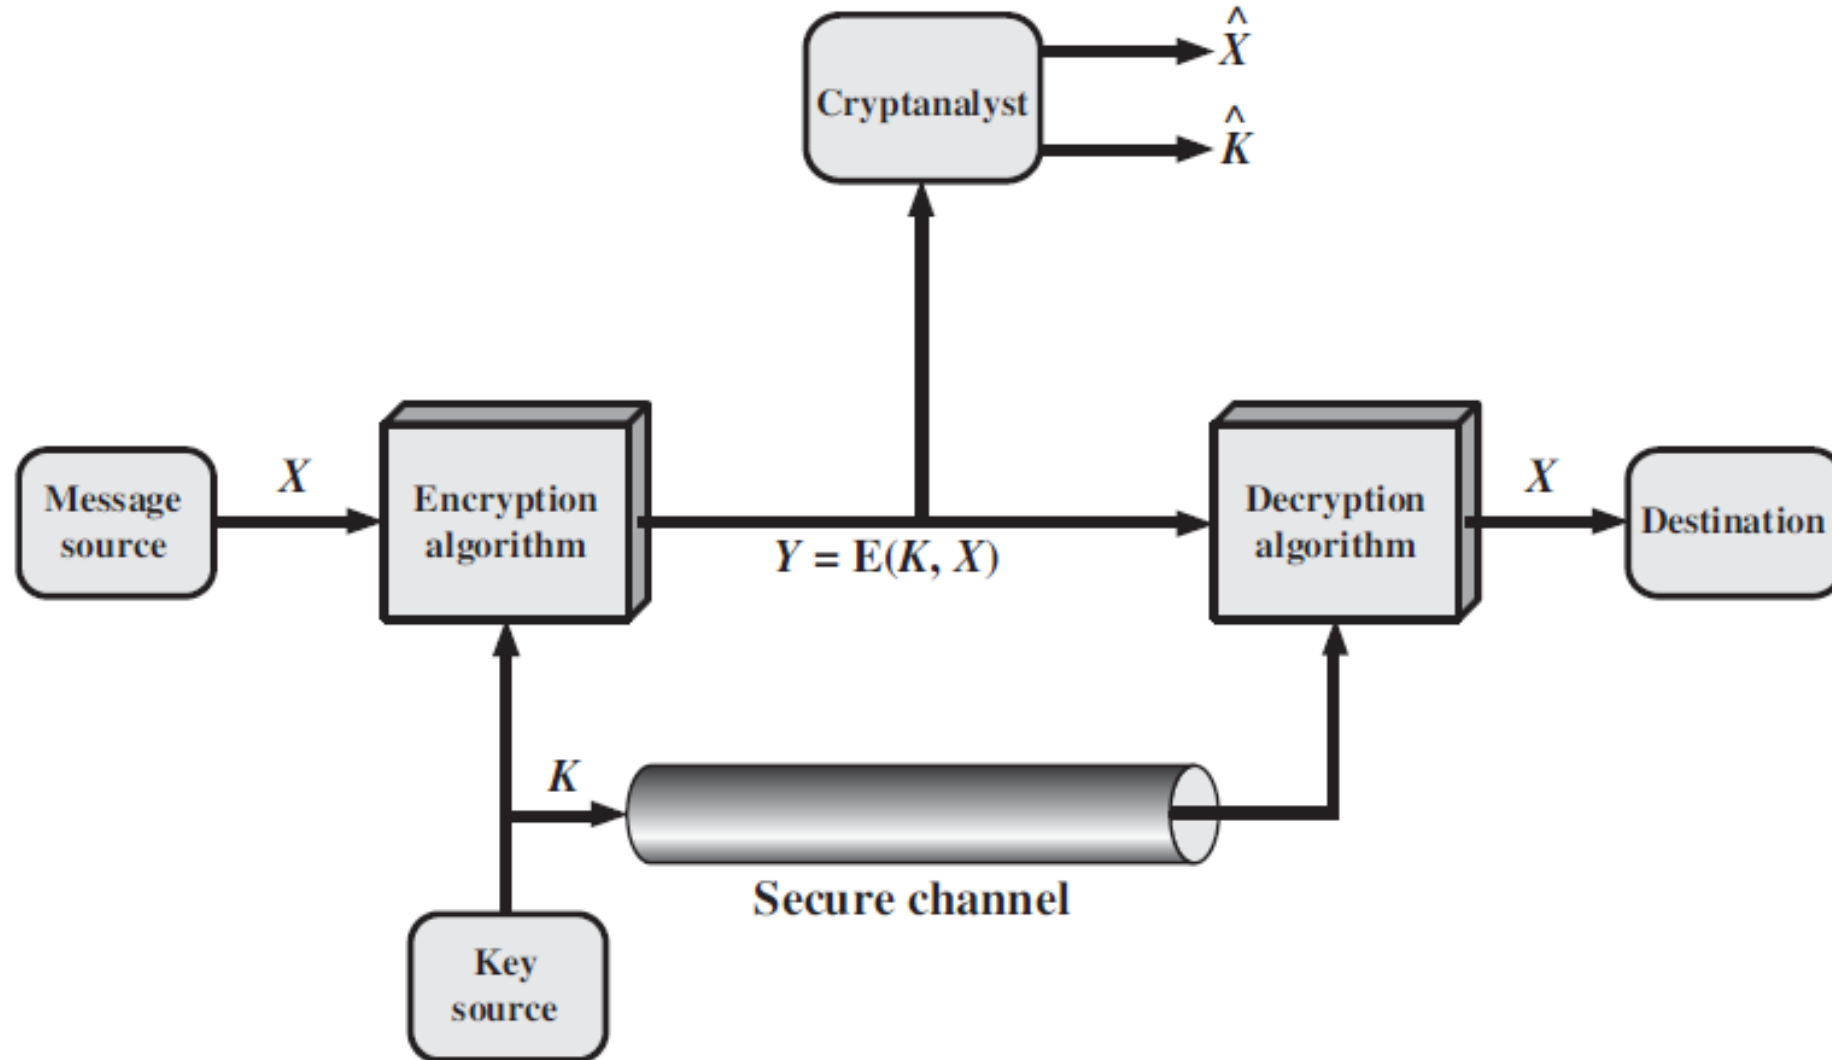 X̂
Cryptanalyst
K̂
Message
source
X
Encryption
algorithm
Y = E(K, X)
Decryption
algorithm
X
Destination
K
Secure channel
Key
source